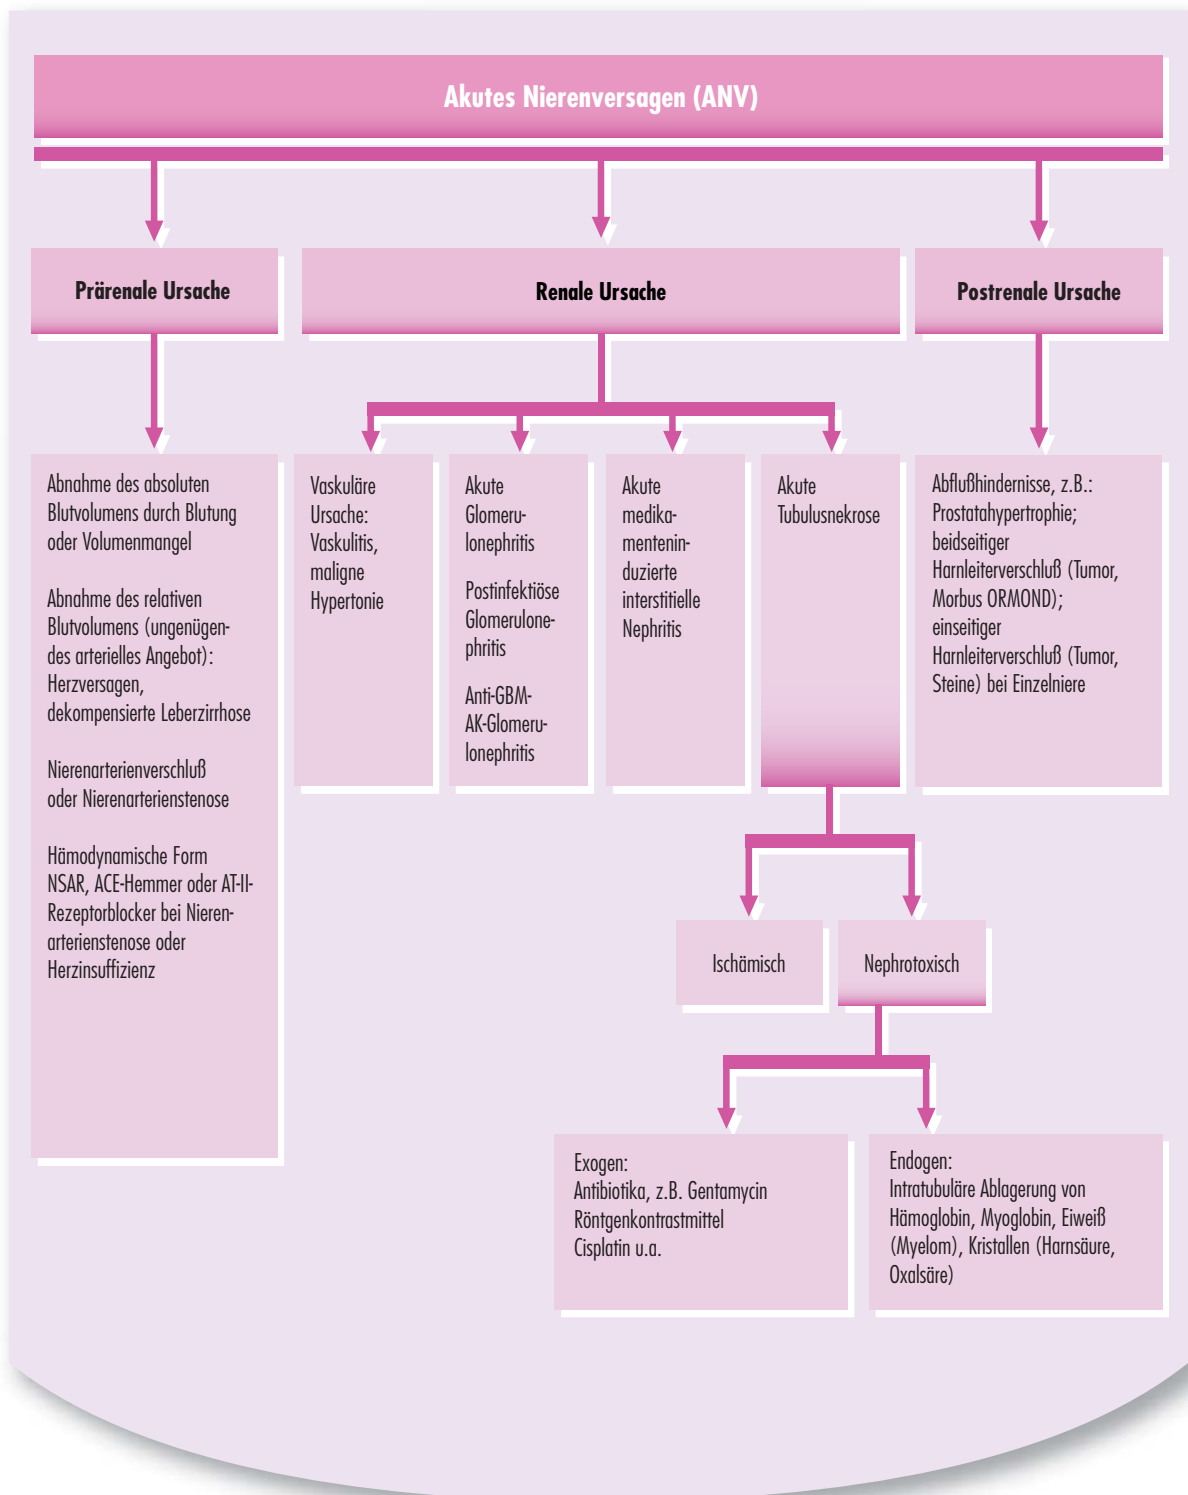 Akutes Nierenversagen (ANV)
Prärenale Ursache
Renale Ursache
Postrenale Ursache
Abnahme des absoluten
Blutvolumens durch Blutung
oder Volumenmangel
Abnahme des relativen
Blutvolumens (ungenügen-
des arterielles Angebot):
Herzversagen,
dekompensierte Leberzirrhose
Nierenarterienverschluß
oder Nierenarterienstenose
Hämodynamische Form
NSAR, ACE-Hemmer oder AT-II-
Rezeptorblocker bei Nieren-
arterienstenose oder
Herzinsuffizienz
Vaskuläre
Ursache:
Vaskulitis,
maligne
Hypertonie
Akute
Glomeru-
lonephritis
Postinfektiöse
Glomerulone-
phritis
Anti-GBM-
AK-Glomeru-
lonephritis
Akute
medika-
mentenin-
duzierte
interstitielle
Nephritis
Akute
Tubulusnekrose
Abflußhindernisse, z.B.:
Prostatahypertrophie;
beidseitiger
Harnleiterverschluß (Tumor,
Morbus ORMOND);
einseitiger
Harnleiterverschluß (Tumor,
Steine) bei Einzelniere
Ischämisch
Nephrotoxisch
Exogen:
Antibiotika, z.B. Gentamycin
Röntgenkontrastmittel
Cisplatin u.a.
Endogen:
Intratubuläre Ablagerung von
Hämoglobin, Myoglobin, Eiweiß
(Myelom), Kristallen (Harnsäure,
Oxalsäre)